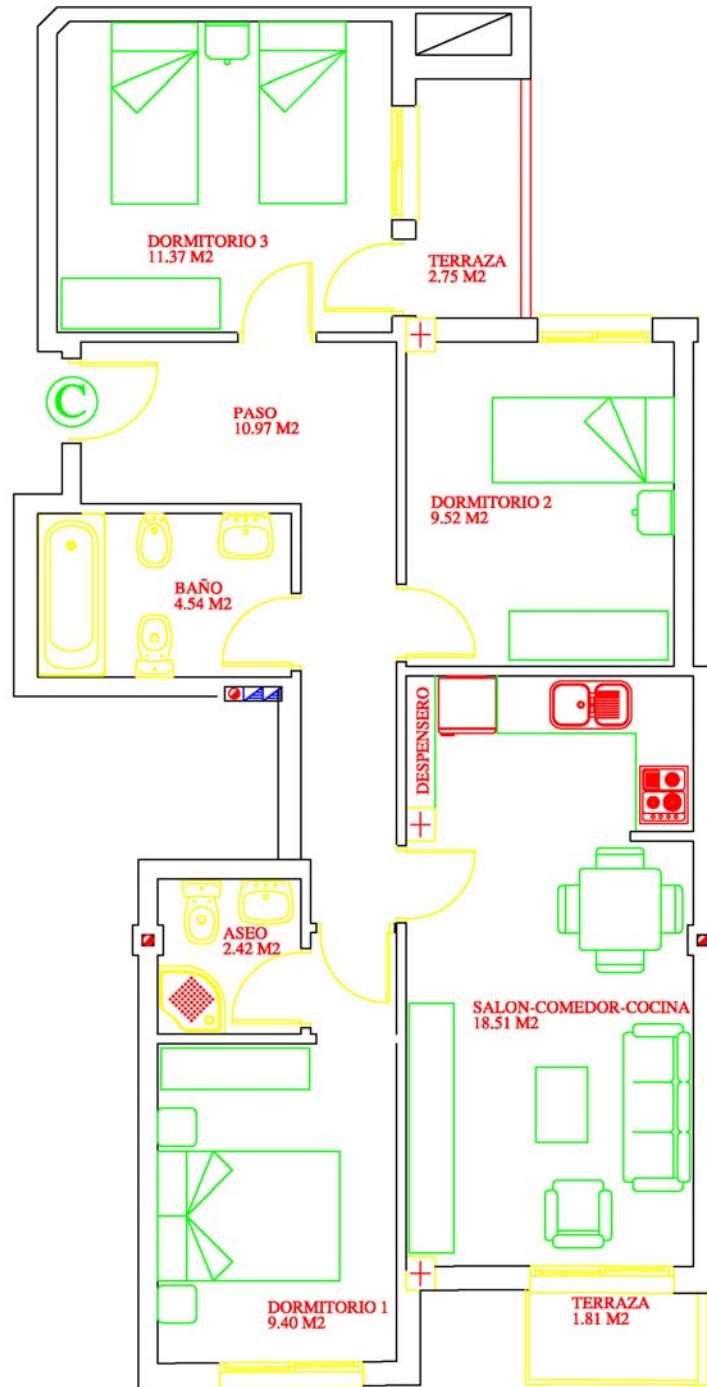 DORMITORIO 3
11.37 M2
TERRAZA
2.75 M2
C
PASO
10.97 M2
DORMITORIO 2
9.52 M2
BAÑO
4.54 M2
DESPENSERO
ASEO
2.42 M2
SALON-COMEDOR-COCINA
18.51 M2
DORMITORIO 1
9.40 M2
TERRAZA
1.81 M2